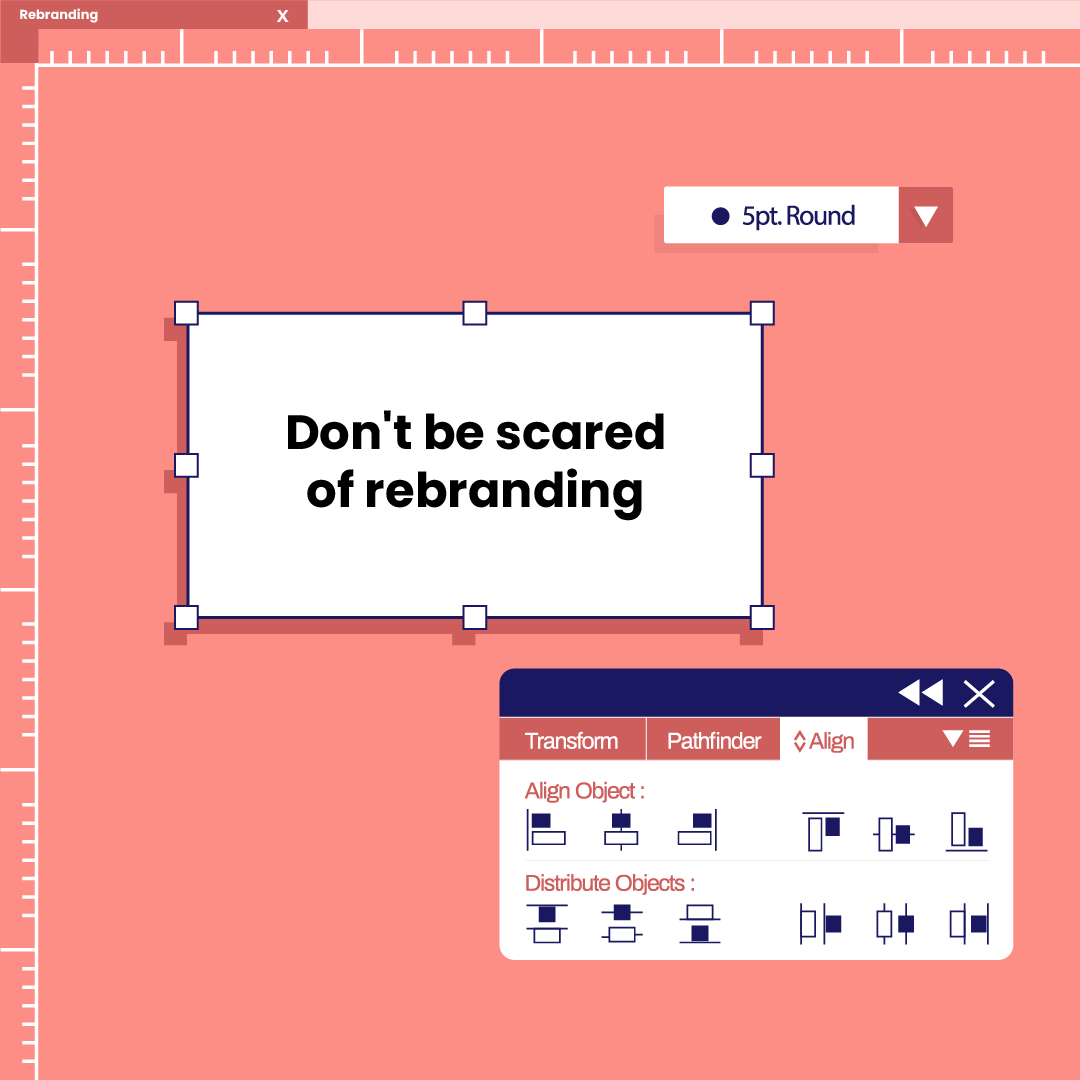 Rebranding X
5pt. Round
Don't be scared
of rebranding
Transform Pathfinder Align
Align Object :
Distribute Objects :